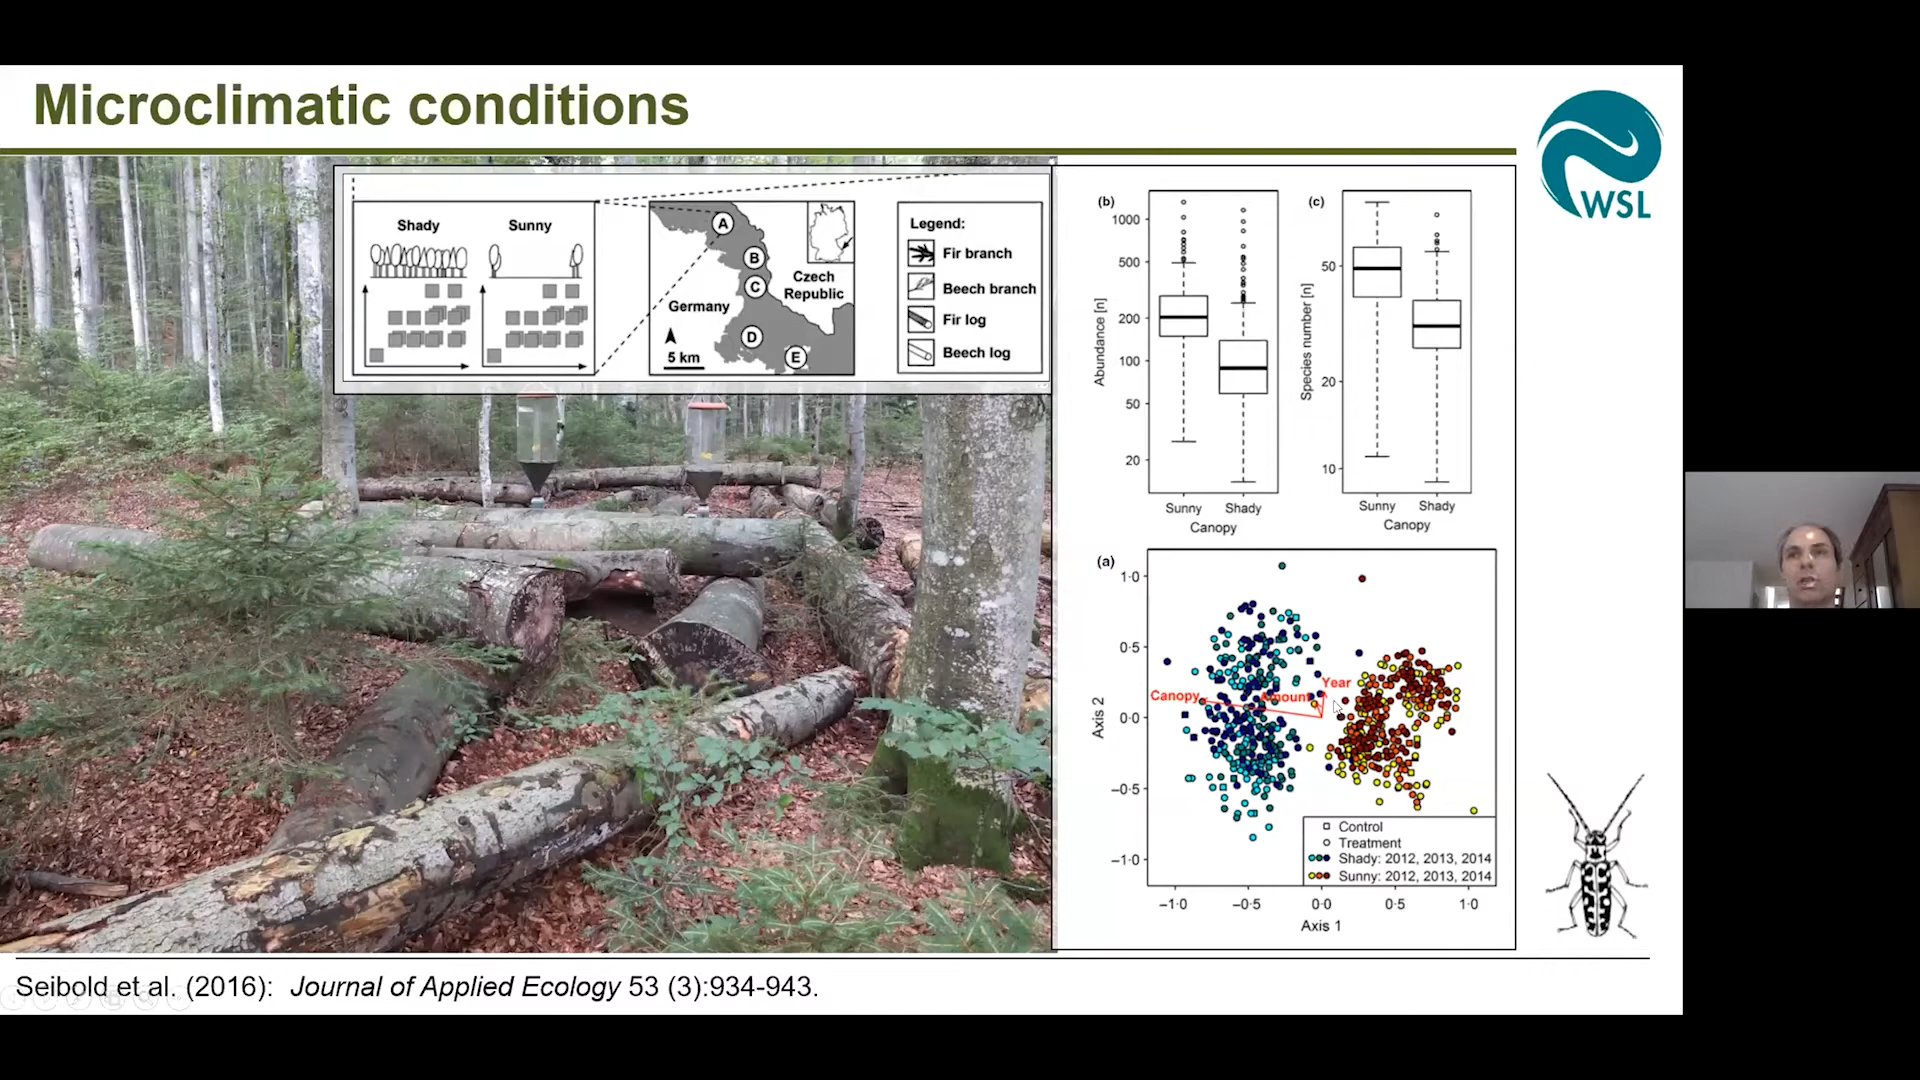 Microclimatic conditions
WSL
Shady
Sunny
A
B
C
D
E
Germany
Czech
Republic
5 km
Legend:
Fir branch
Beech branch
Fir log
Beech log
(b)
1000
500
200
100
50
20
Abundance [n]
Sunny Shady
Canopy
(c)
50
20
10
Species number [n]
Sunny Shady
Canopy
(a)
1·0
0·5
0·0
−0·5
−1·0
Axis 2
Canopy
Amount
Year
Control
Treatment
Shady: 2012, 2013, 2014
Sunny: 2012, 2013, 2014
−1·0 −0·5 0·0 0·5 1·0
Axis 1
Seibold et al. (2016): Journal of Applied Ecology 53 (3):934-943.